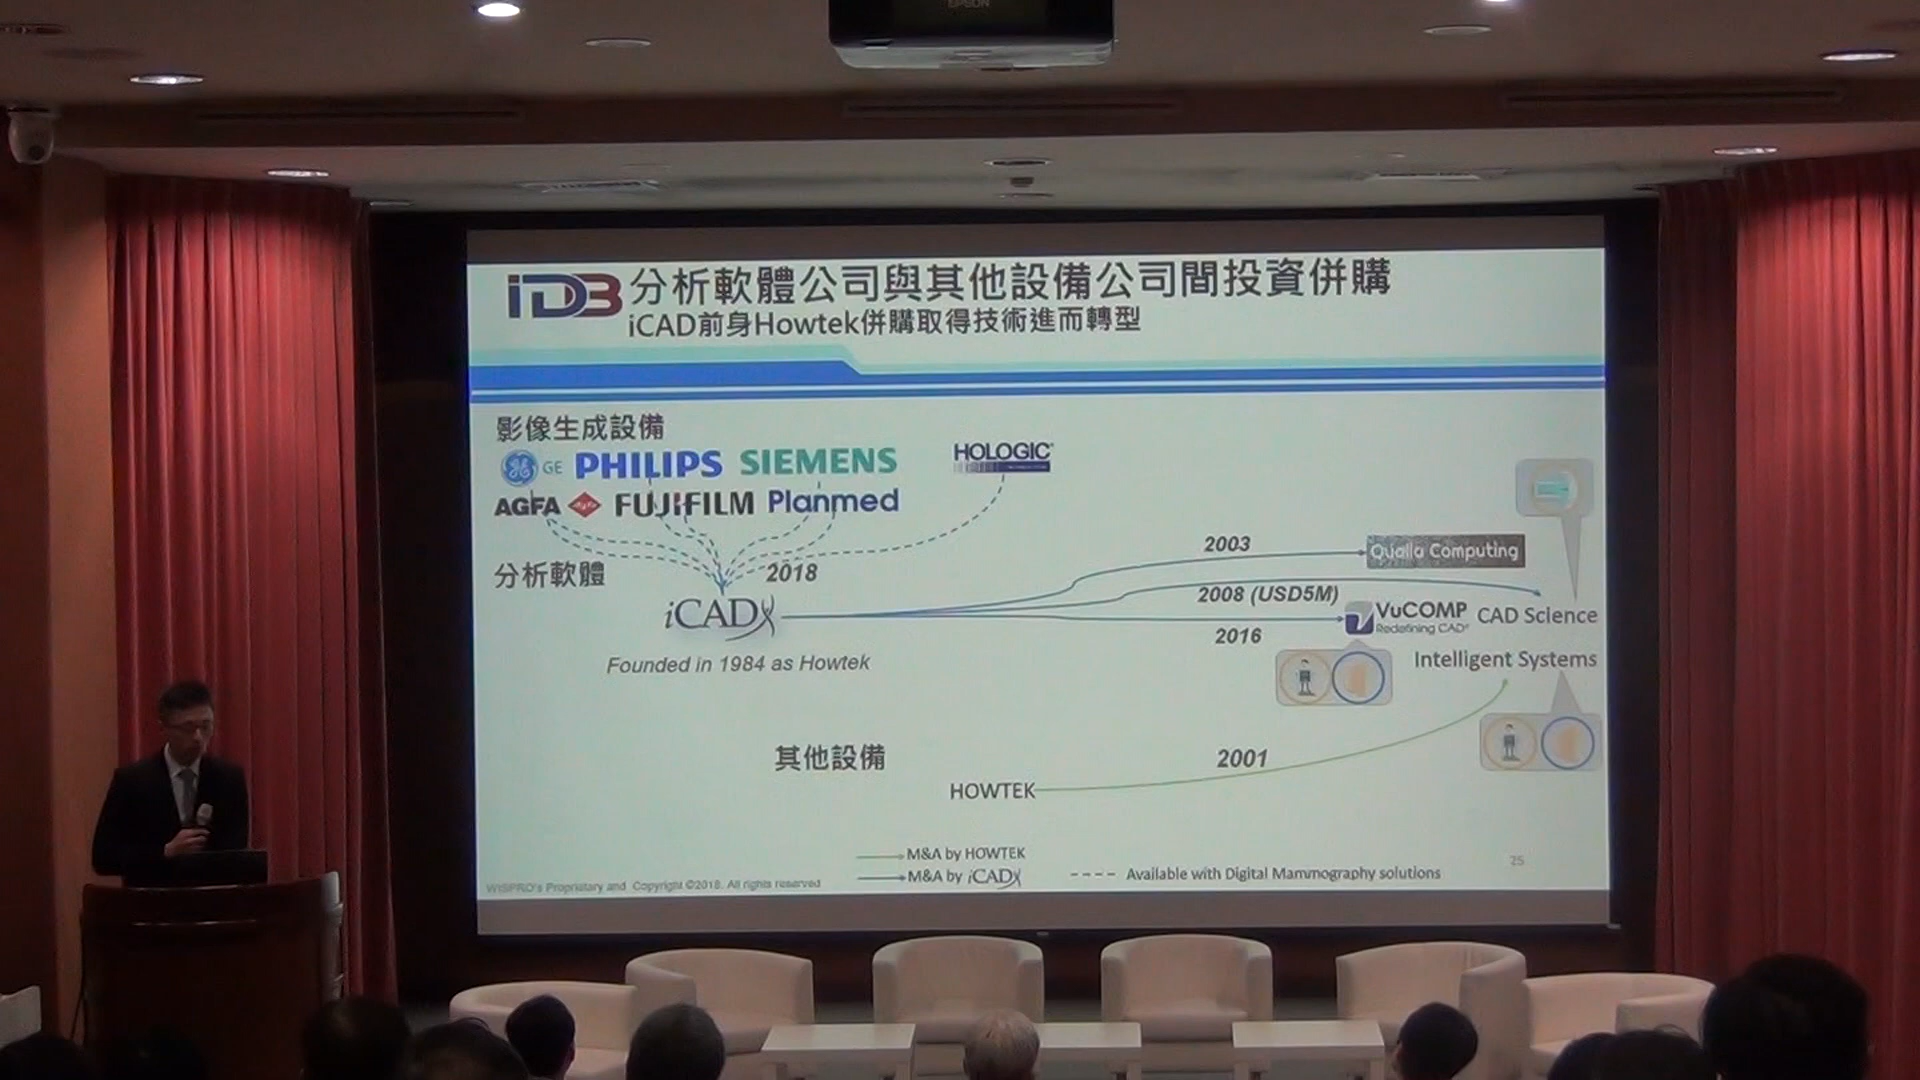 EPSON
iDB 分析軟體公司與其他設備公司間投資併購
iCAD前身Howtek併購取得技術進而轉型
影像生成設備
GE PHILIPS SIEMENS HOLOGIC
AGFA FUJIFILM Planmed
分析軟體
2018
iCAD
Founded in 1984 as Howtek
2003
Qualia Computing
2008 (USD5M)
VuCOMP
Redefining CAD
CAD Science
2016
Intelligent Systems
其他設備
2001
HOWTEK
M&A by HOWTEK
M&A by iCAD
Available with Digital Mammography solutions
25
WISPRO's Proprietary and Copyright ©2018. All rights reserved